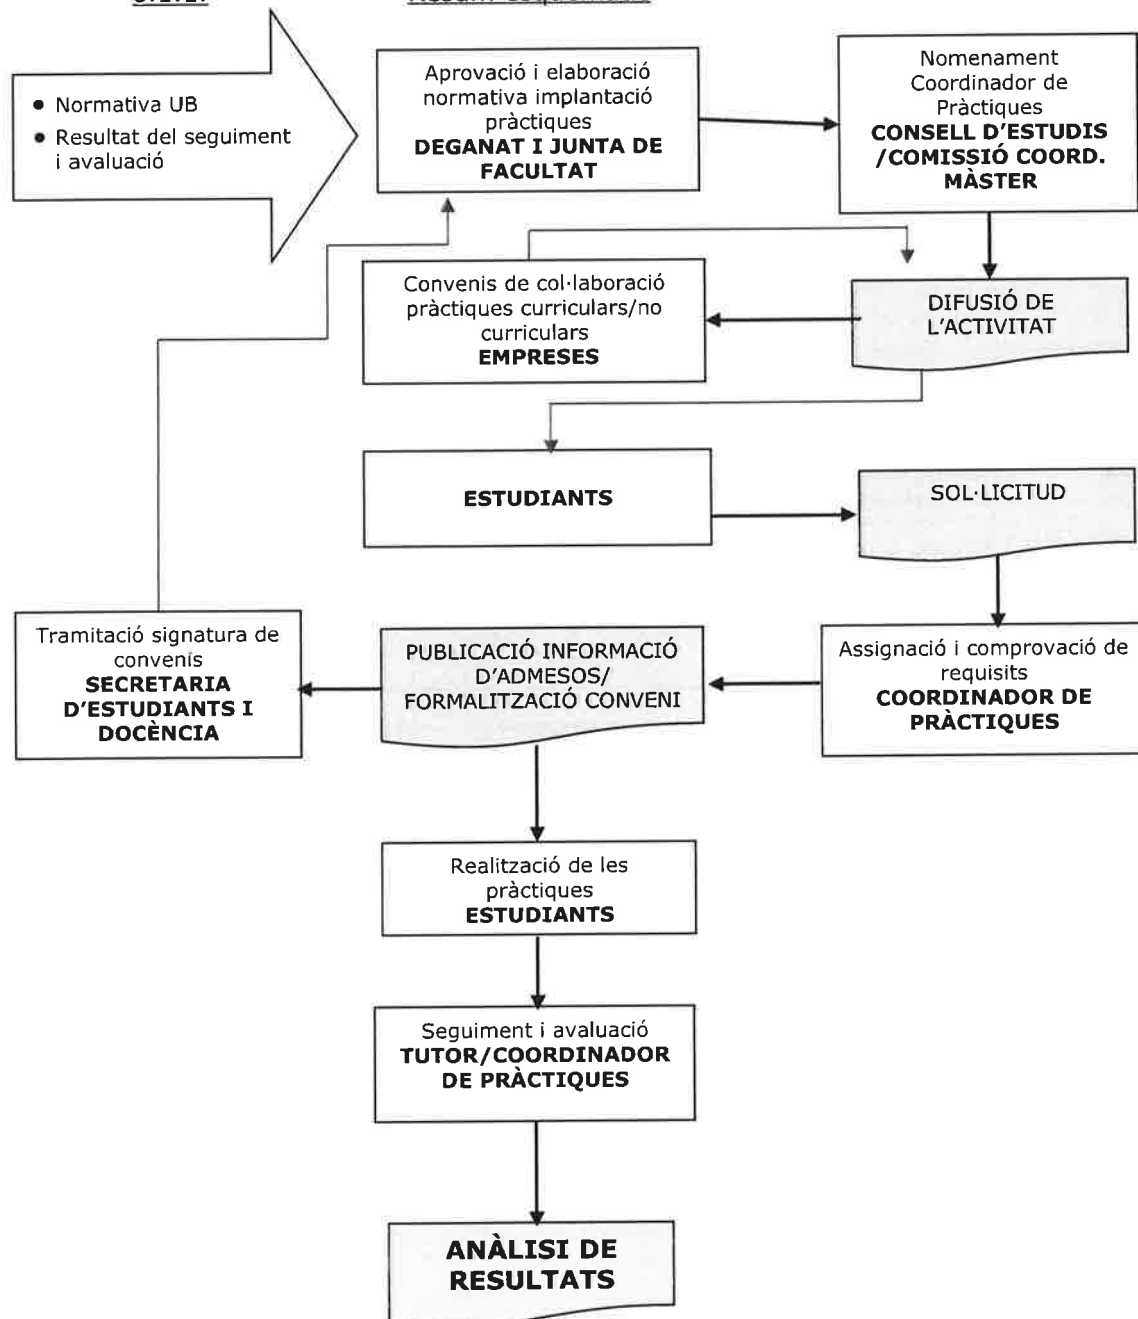 • Normativa UB
• Resultat del seguiment
i avaluació
Aprovació i elaboració
normativa implantació
pràctiques
DEGANAT I JUNTA DE
FACULTAT
Nomenament
Coordinador de
Pràctiques
CONSELL D'ESTUDIS
/COMISSIÓ COORD.
MÀSTER
Convenis de col·laboració
pràctiques curriculars/no
curriculars
EMPRESES
DIFUSIÓ DE
L'ACTIVITAT
ESTUDIANTS
SOL·LICITUD
Tramitació signatura de
convenis
SECRETARIA
D'ESTUDIANTS I
DOCÈNCIA
PUBLICACIÓ INFORMACIÓ
D'ADMESOS/
FORMALITZACIÓ CONVENI
Assignació i comprovació de
requisits
COORDINADOR DE
PRÀCTIQUES
Realització de les
pràctiques
ESTUDIANTS
Seguiment i avaluació
TUTOR/COORDINADOR
DE PRÀCTIQUES
ANÀLISI DE
RESULTATS